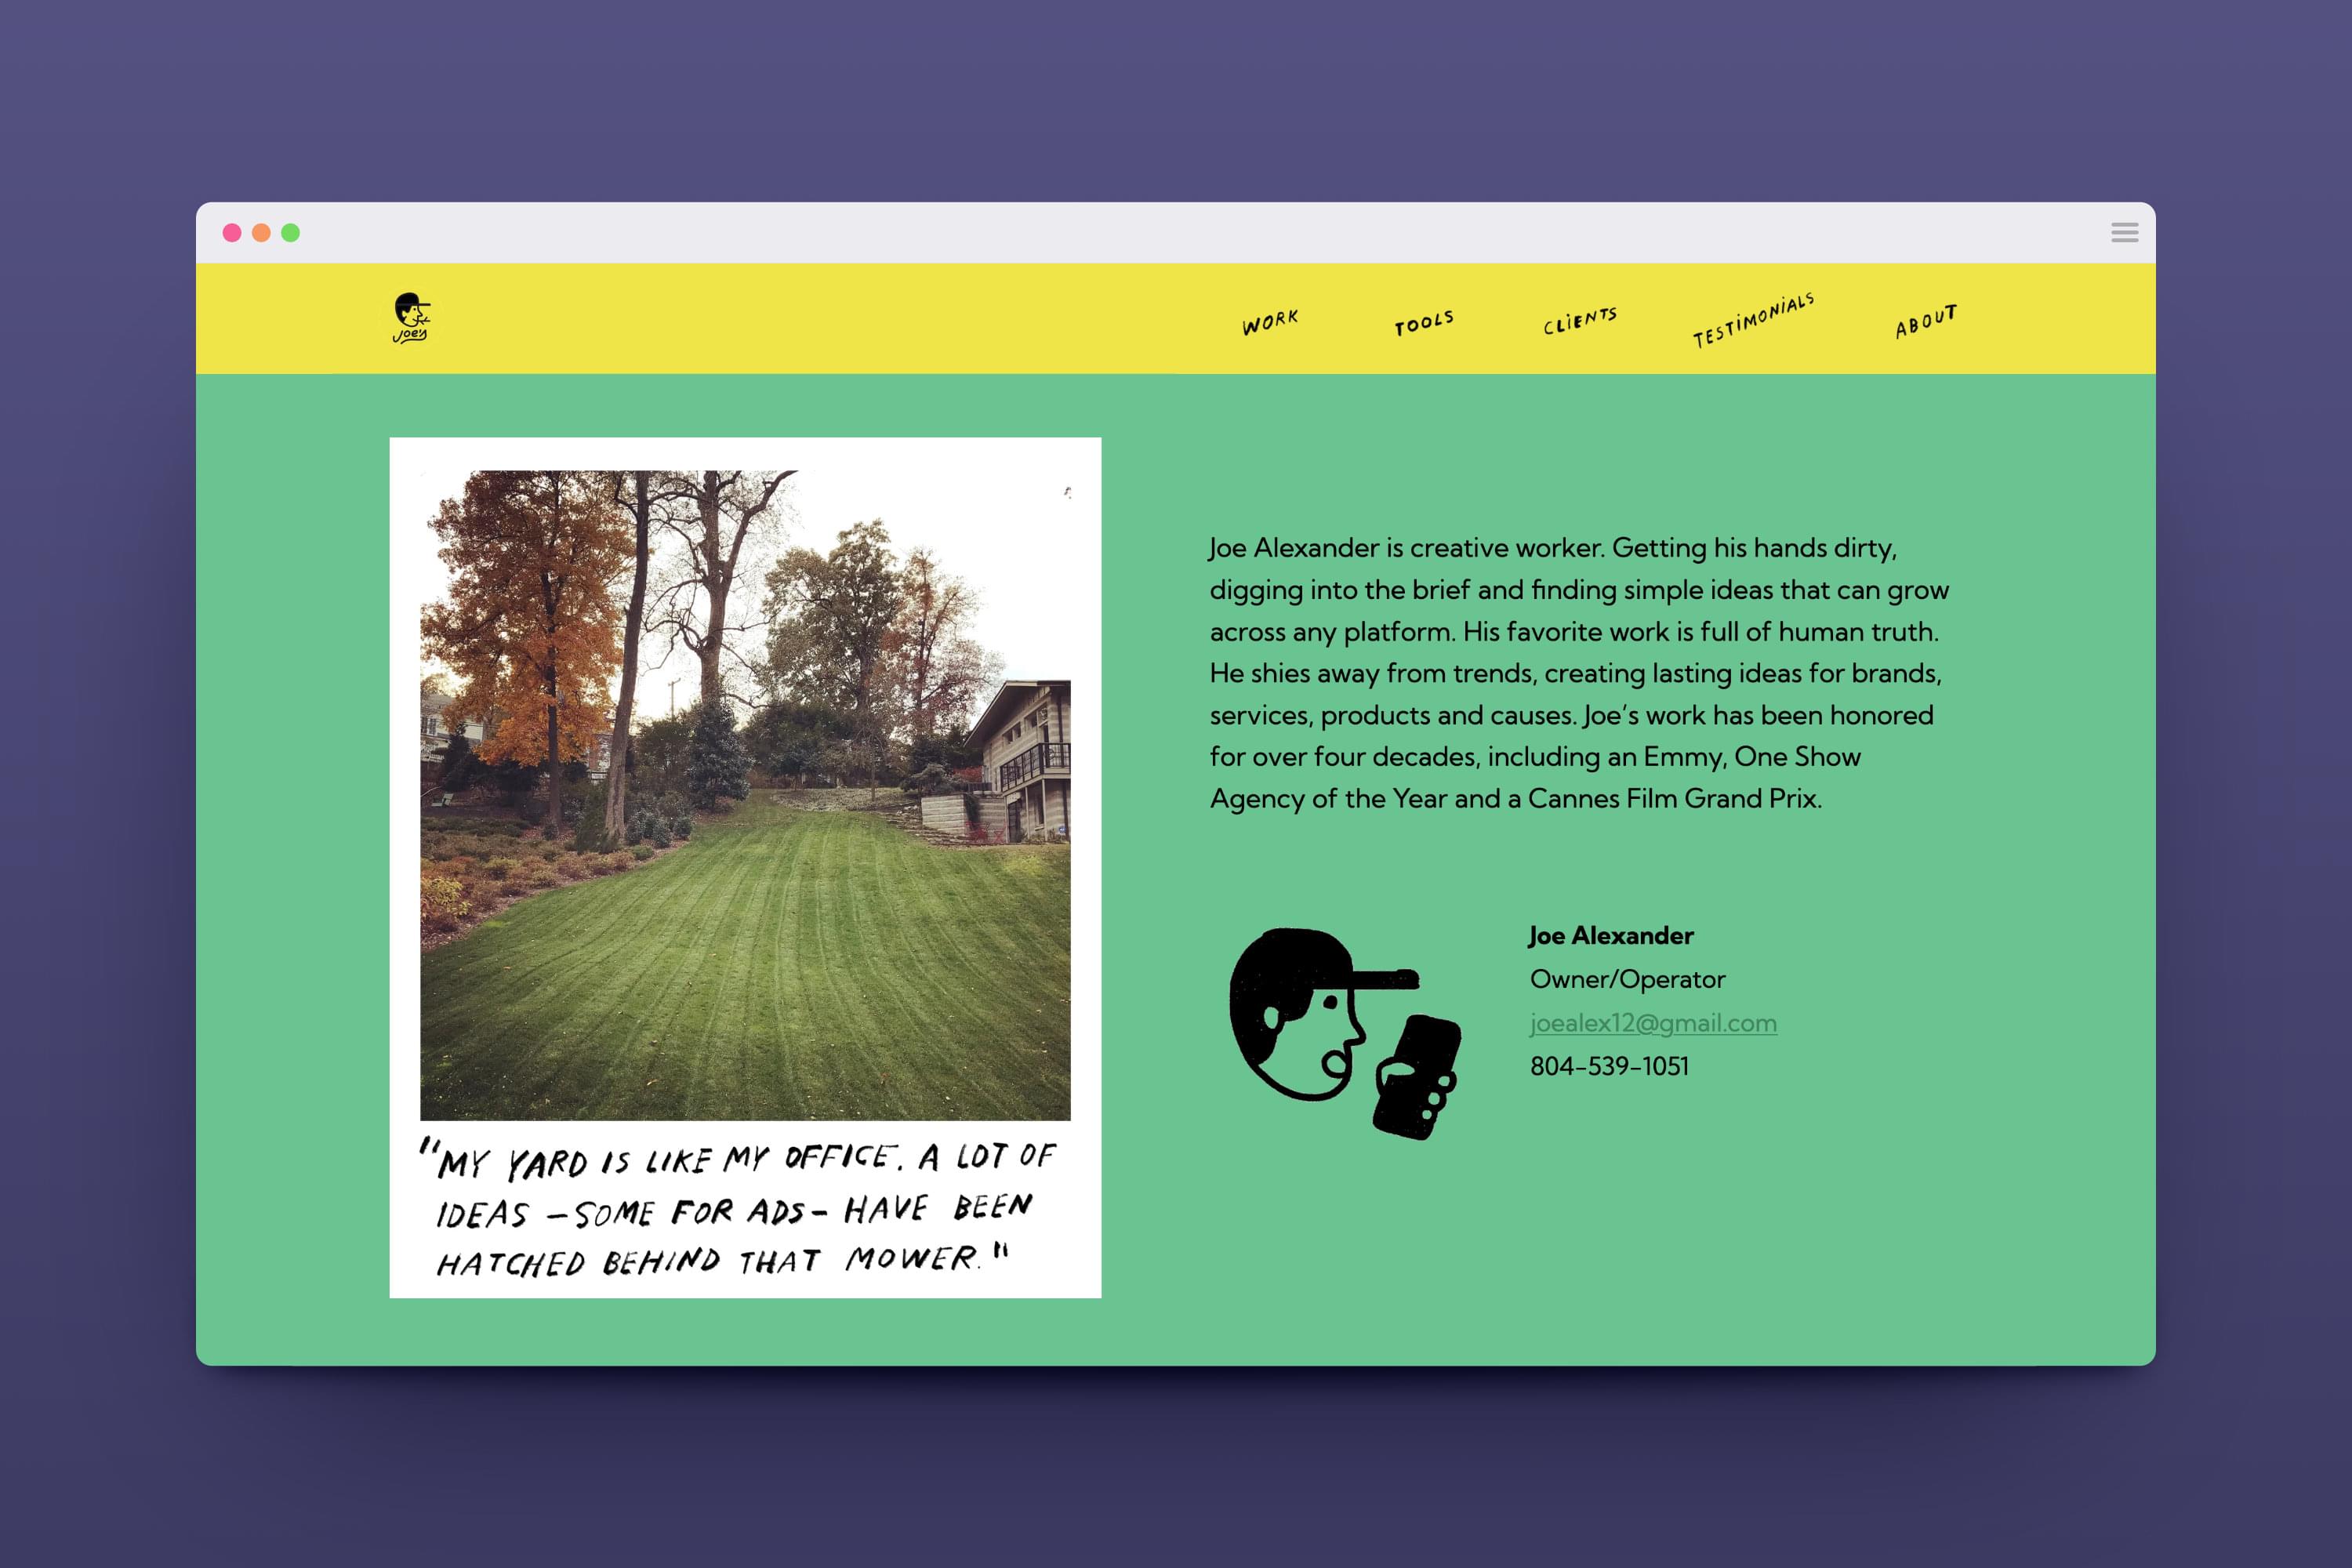 Joe's
WORK TOOLS CLiENTS TESTiMONiALS ABOUT
"MY YARD IS LIKE MY OFFICE. A LOT OF
IDEAS -SOME FOR ADS- HAVE BEEN
HATCHED BEHIND THAT MOWER."
Joe Alexander is creative worker. Getting his hands dirty,
digging into the brief and finding simple ideas that can grow
across any platform. His favorite work is full of human truth.
He shies away from trends, creating lasting ideas for brands,
services, products and causes. Joe’s work has been honored
for over four decades, including an Emmy, One Show
Agency of the Year and a Cannes Film Grand Prix.
Joe Alexander
Owner/Operator
joealex12@gmail.com
804-539-1051